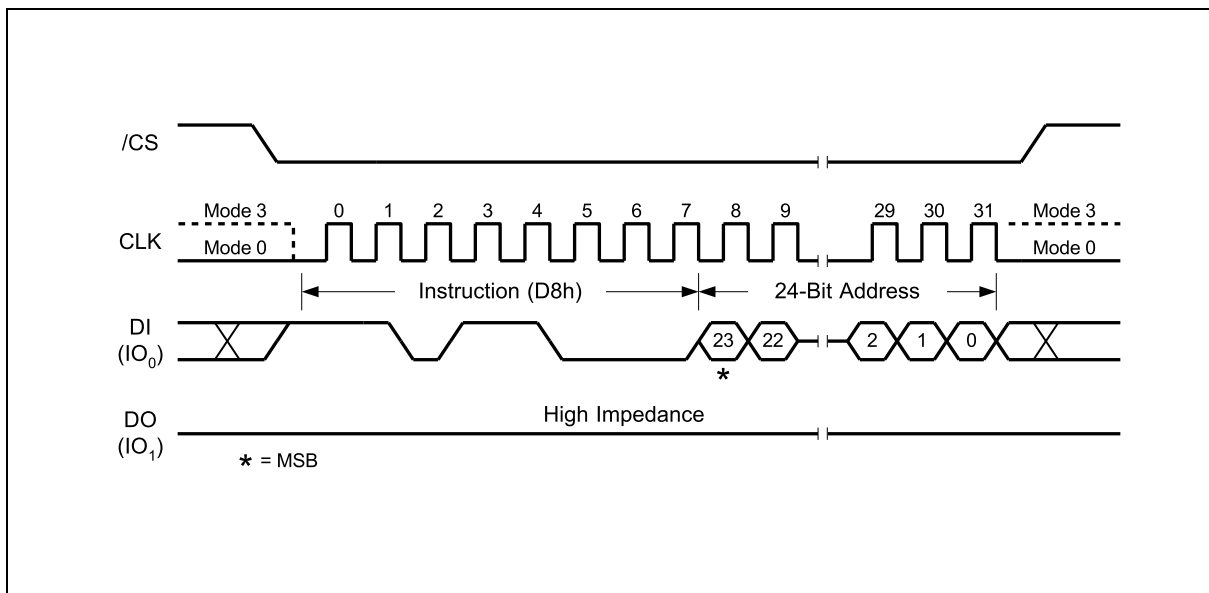 /CS
Mode 3 0 1 2 3 4 5 6 7 8 9 29 30 31 Mode 3
CLK
Mode 0 Mode 0
Instruction (D8h) 24-Bit Address
DI
(IO₀)
23 22 2 1 0
*
High Impedance
DO
(IO₁)
* = MSB